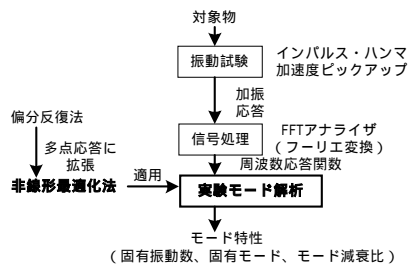 対象物
振動試験
インパルス・ハンマ
加速度ピックアップ
加振
応答
偏分反復法
信号処理
FFTアナライザ
(フーリエ変換)
多点応答に
拡張
周波数応答関数
非線形最適化法
適用
実験モード解析
モード特性
(固有振動数、固有モード、モード減衰比)